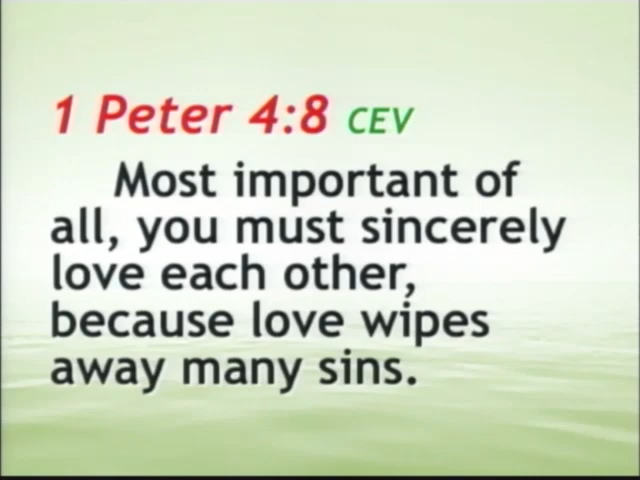 1 Peter 4:8 CEV
Most important of
all, you must sincerely
love each other,
because love wipes
away many sins.